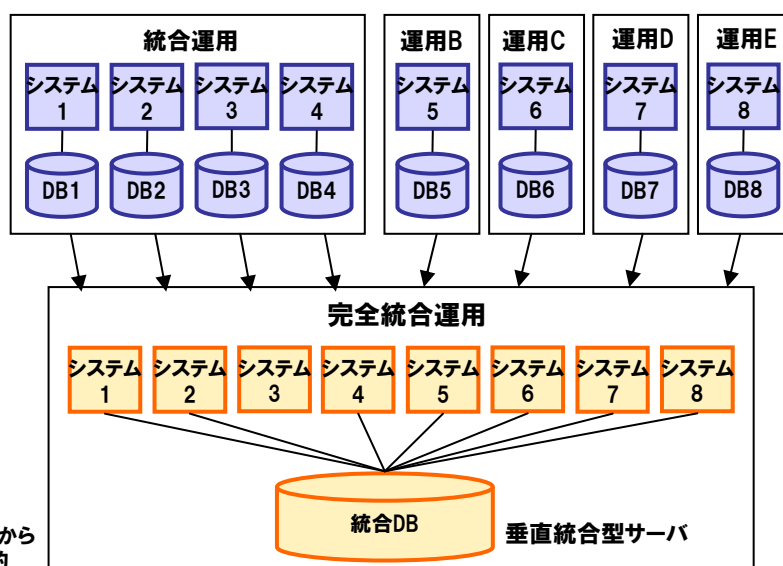 統合運用
運用B
運用C
運用D
運用E
システム
1
システム
2
システム
3
システム
4
システム
5
システム
6
システム
7
システム
8
DB1
DB2
DB3
DB4
DB5
DB6
DB7
DB8
完全統合運用
システム
1
システム
2
システム
3
システム
4
システム
5
システム
6
システム
7
システム
8
統合DB
垂直統合型サーバ
から